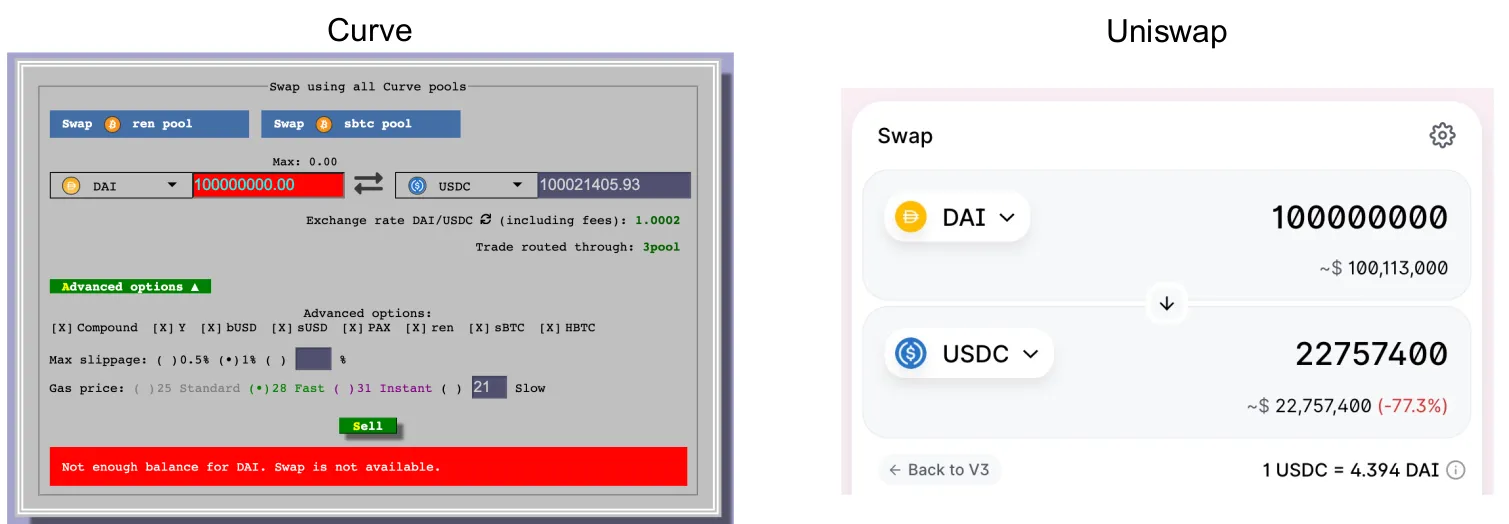 Curve
Swap using all Curve pools
Swap ren pool
Swap sbtc pool
Max: 0.00
DAI 100000000.00 USDC 100021405.93
Exchange rate DAI/USDC (including fees): 1.0002
Trade routed through: 3pool
Advanced options ▲
Advanced options:
[X] Compound [X] Y [X] bUSD [X] sUSD [X] PAX [X] ren [X] sBTC [X] HBTC
Max slippage: ( )0.5% (•)1% ( ) %
Gas price: ( )25 Standard (•)28 Fast ( )31 Instant ( ) 21 Slow
Sell
Not enough balance for DAI. Swap is not available.
Uniswap
Swap
DAI 100000000
~$ 100,113,000
↓
USDC 22757400
~$ 22,757,400 (-77.3%)
← Back to V3 1 USDC = 4.394 DAI